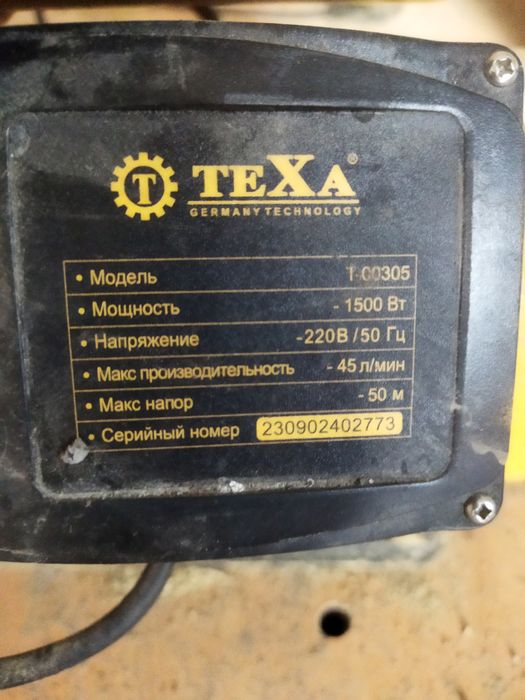 T TEXA ®
GERMANY TECHNOLOGY
• Модель T-00305
• Мощность - 1500 Вт
• Напряжение -220В / 50 Гц
• Макс производительность - 45 л/мин
• Макс напор - 50 м
• Серийный номер 230902402773